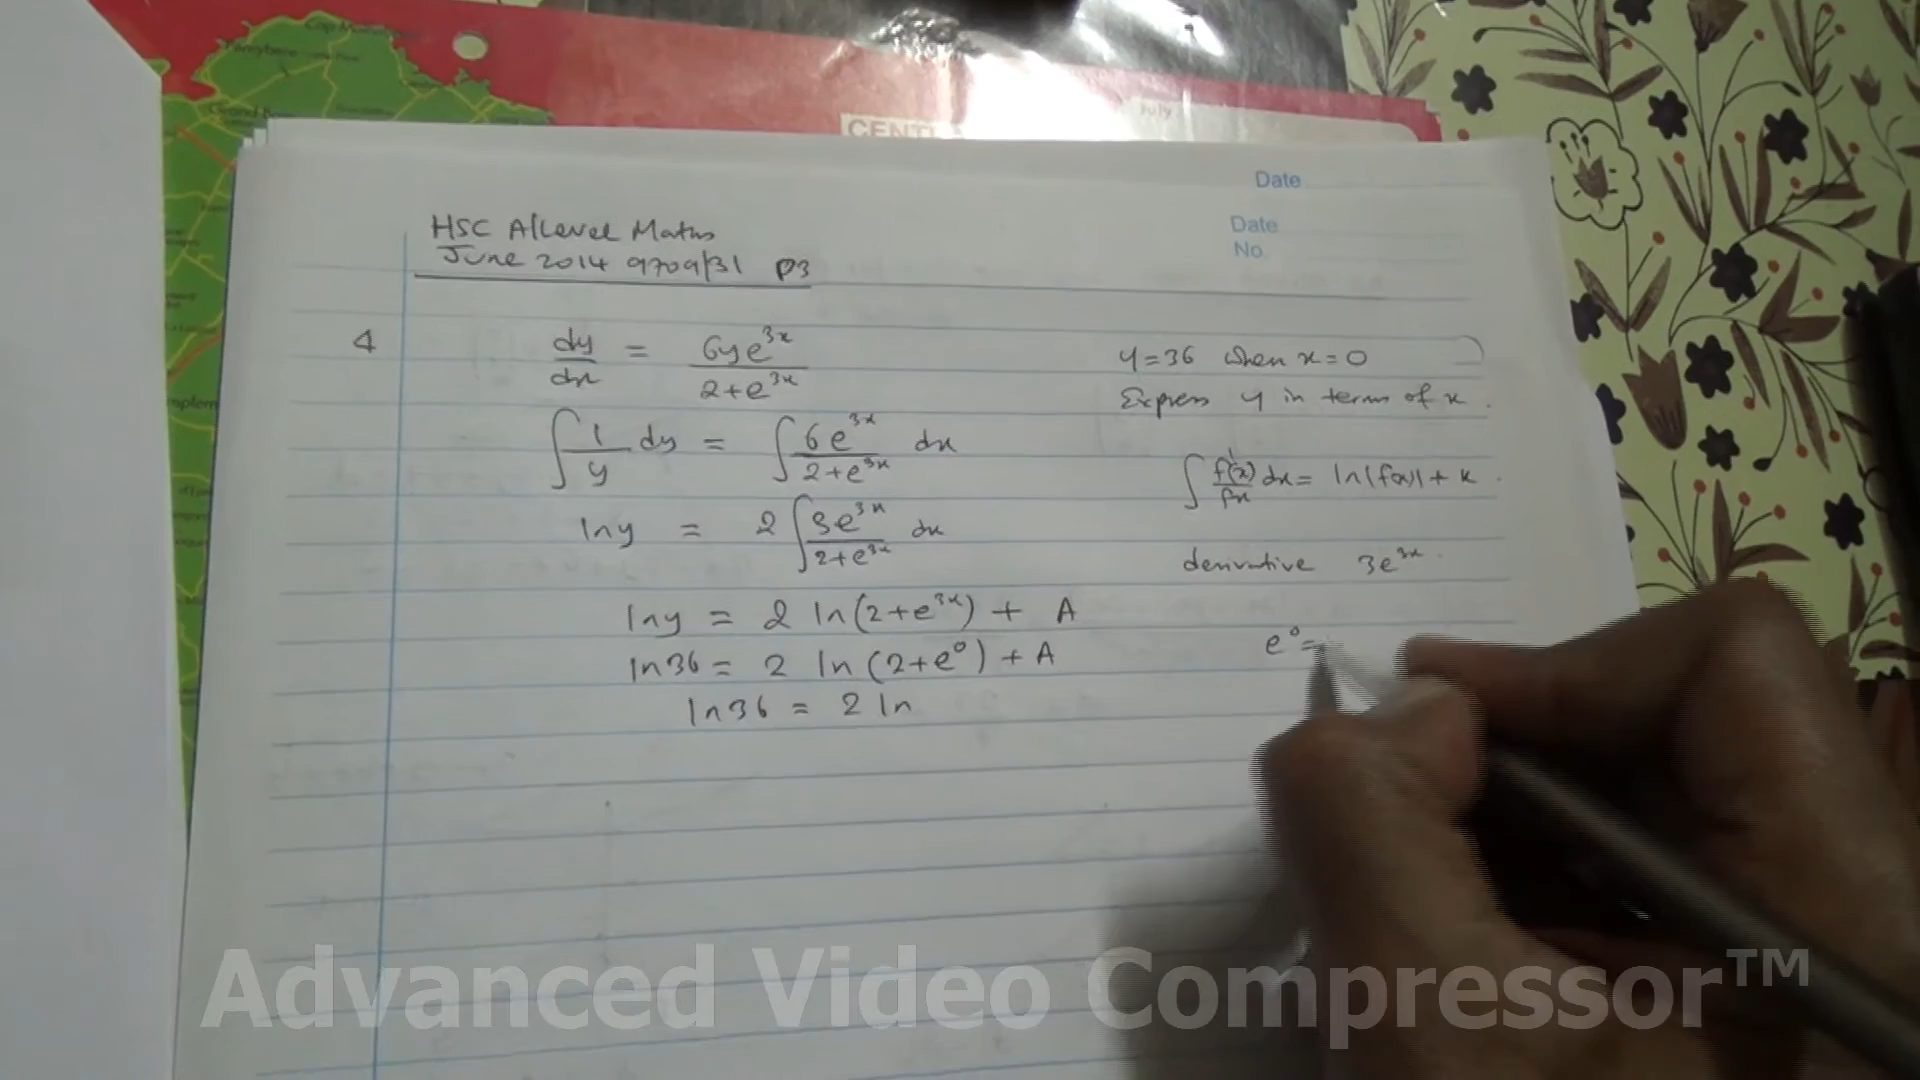 CENTL
July
Date
Date
No.
HSC A/Level Maths
June 2014 9709/31 P3
4
dy/dx = 6ye^3x / 2+e^3x
y=36 when x=0
Express y in terms of x.
∫ 1/y dy = ∫ 6e^3x / 2+e^3x dx
∫ f'(x)/fx dx = ln|f(x)| + k.
ln y = 2 ∫ 3e^3x / 2+e^3x dx
derivative 3e^3x.
ln y = 2 ln(2+e^3x) + A
e^0=
ln 36 = 2 ln(2+e^0) + A
ln 36 = 2 ln
Advanced Video Compressor™